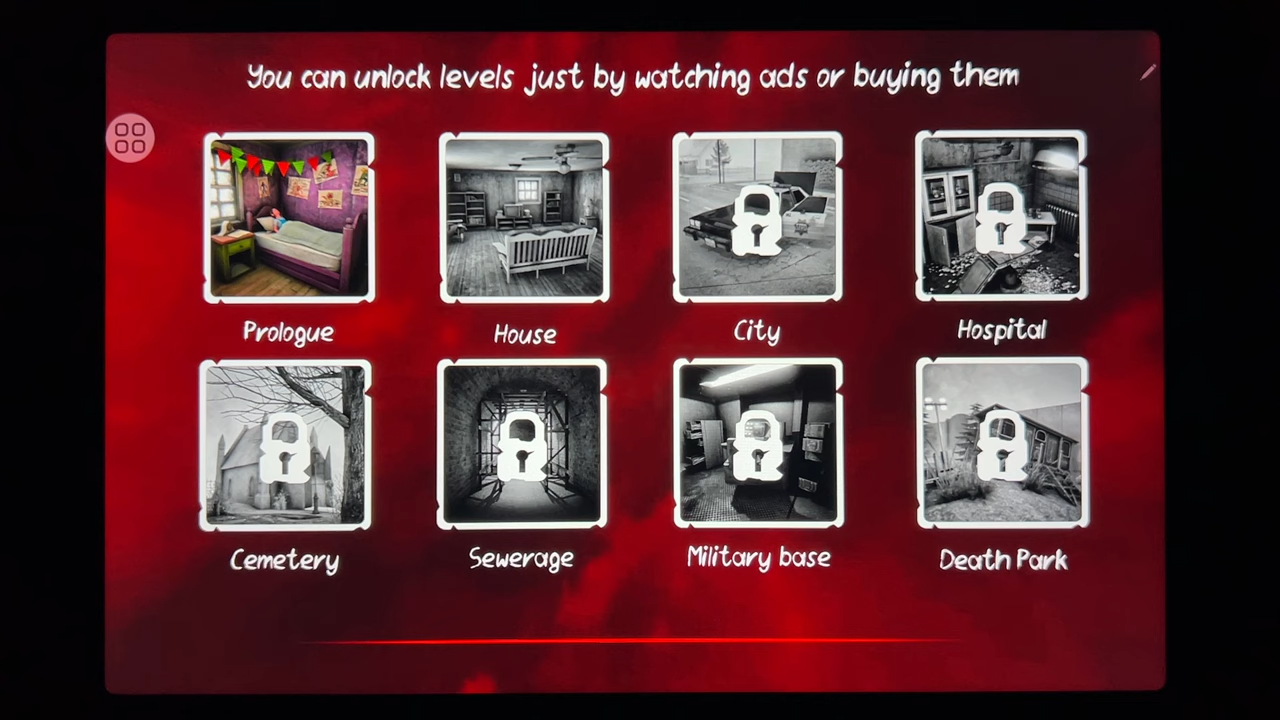 You can unlock levels just by watching ads or buying them
Prologue
House
City
Hospital
Cemetery
Sewerage
Military base
Death Park